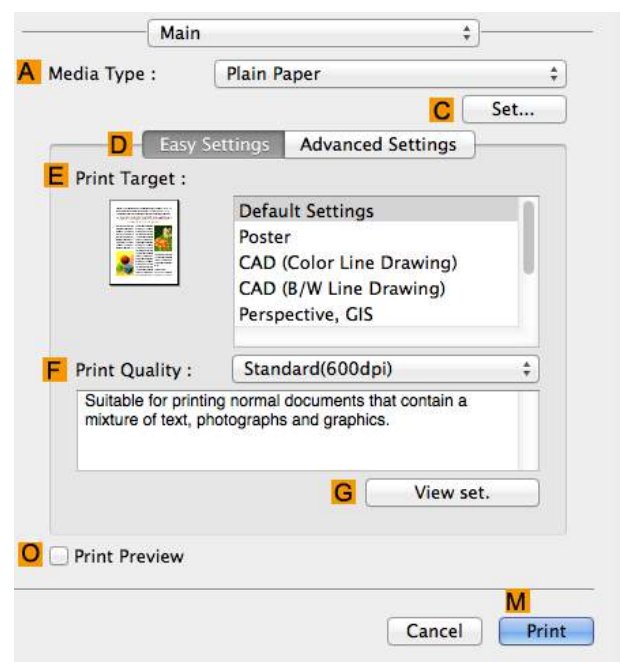 Main
A Media Type : Plain Paper
C Set...
D Easy Settings Advanced Settings
E Print Target :
Default Settings
Poster
CAD (Color Line Drawing)
CAD (B/W Line Drawing)
Perspective, GIS
F Print Quality : Standard(600dpi)
Suitable for printing normal documents that contain a
mixture of text, photographs and graphics.
G View set.
O Print Preview
M
Cancel Print